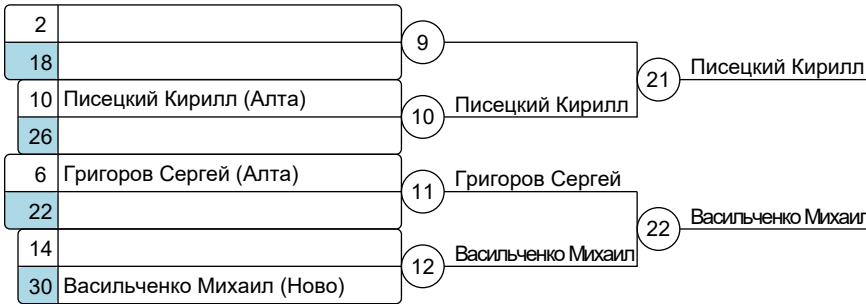 2
18
9
10 Писецкий Кирилл (Алта)
26
10
Писецкий Кирилл
21
Писецкий Кирилл
6 Григоров Сергей (Алта)
22
11
Григоров Сергей
14
30 Васильченко Михаил (Ново)
12
Васильченко Михаил
22
Васильченко Михаил